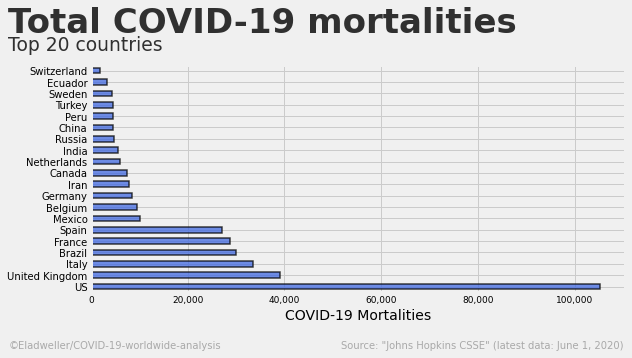 Total COVID-19 mortalities
Top 20 countries
Switzerland
Ecuador
Sweden
Turkey
Peru
China
Russia
India
Netherlands
Canada
Iran
Germany
Belgium
Mexico
Spain
France
Brazil
Italy
United Kingdom
US
0 20,000 40,000 60,000 80,000 100,000
COVID-19 Mortalities
©Eladweller/COVID-19-worldwide-analysis Source: "Johns Hopkins CSSE" (latest data: June 1, 2020)